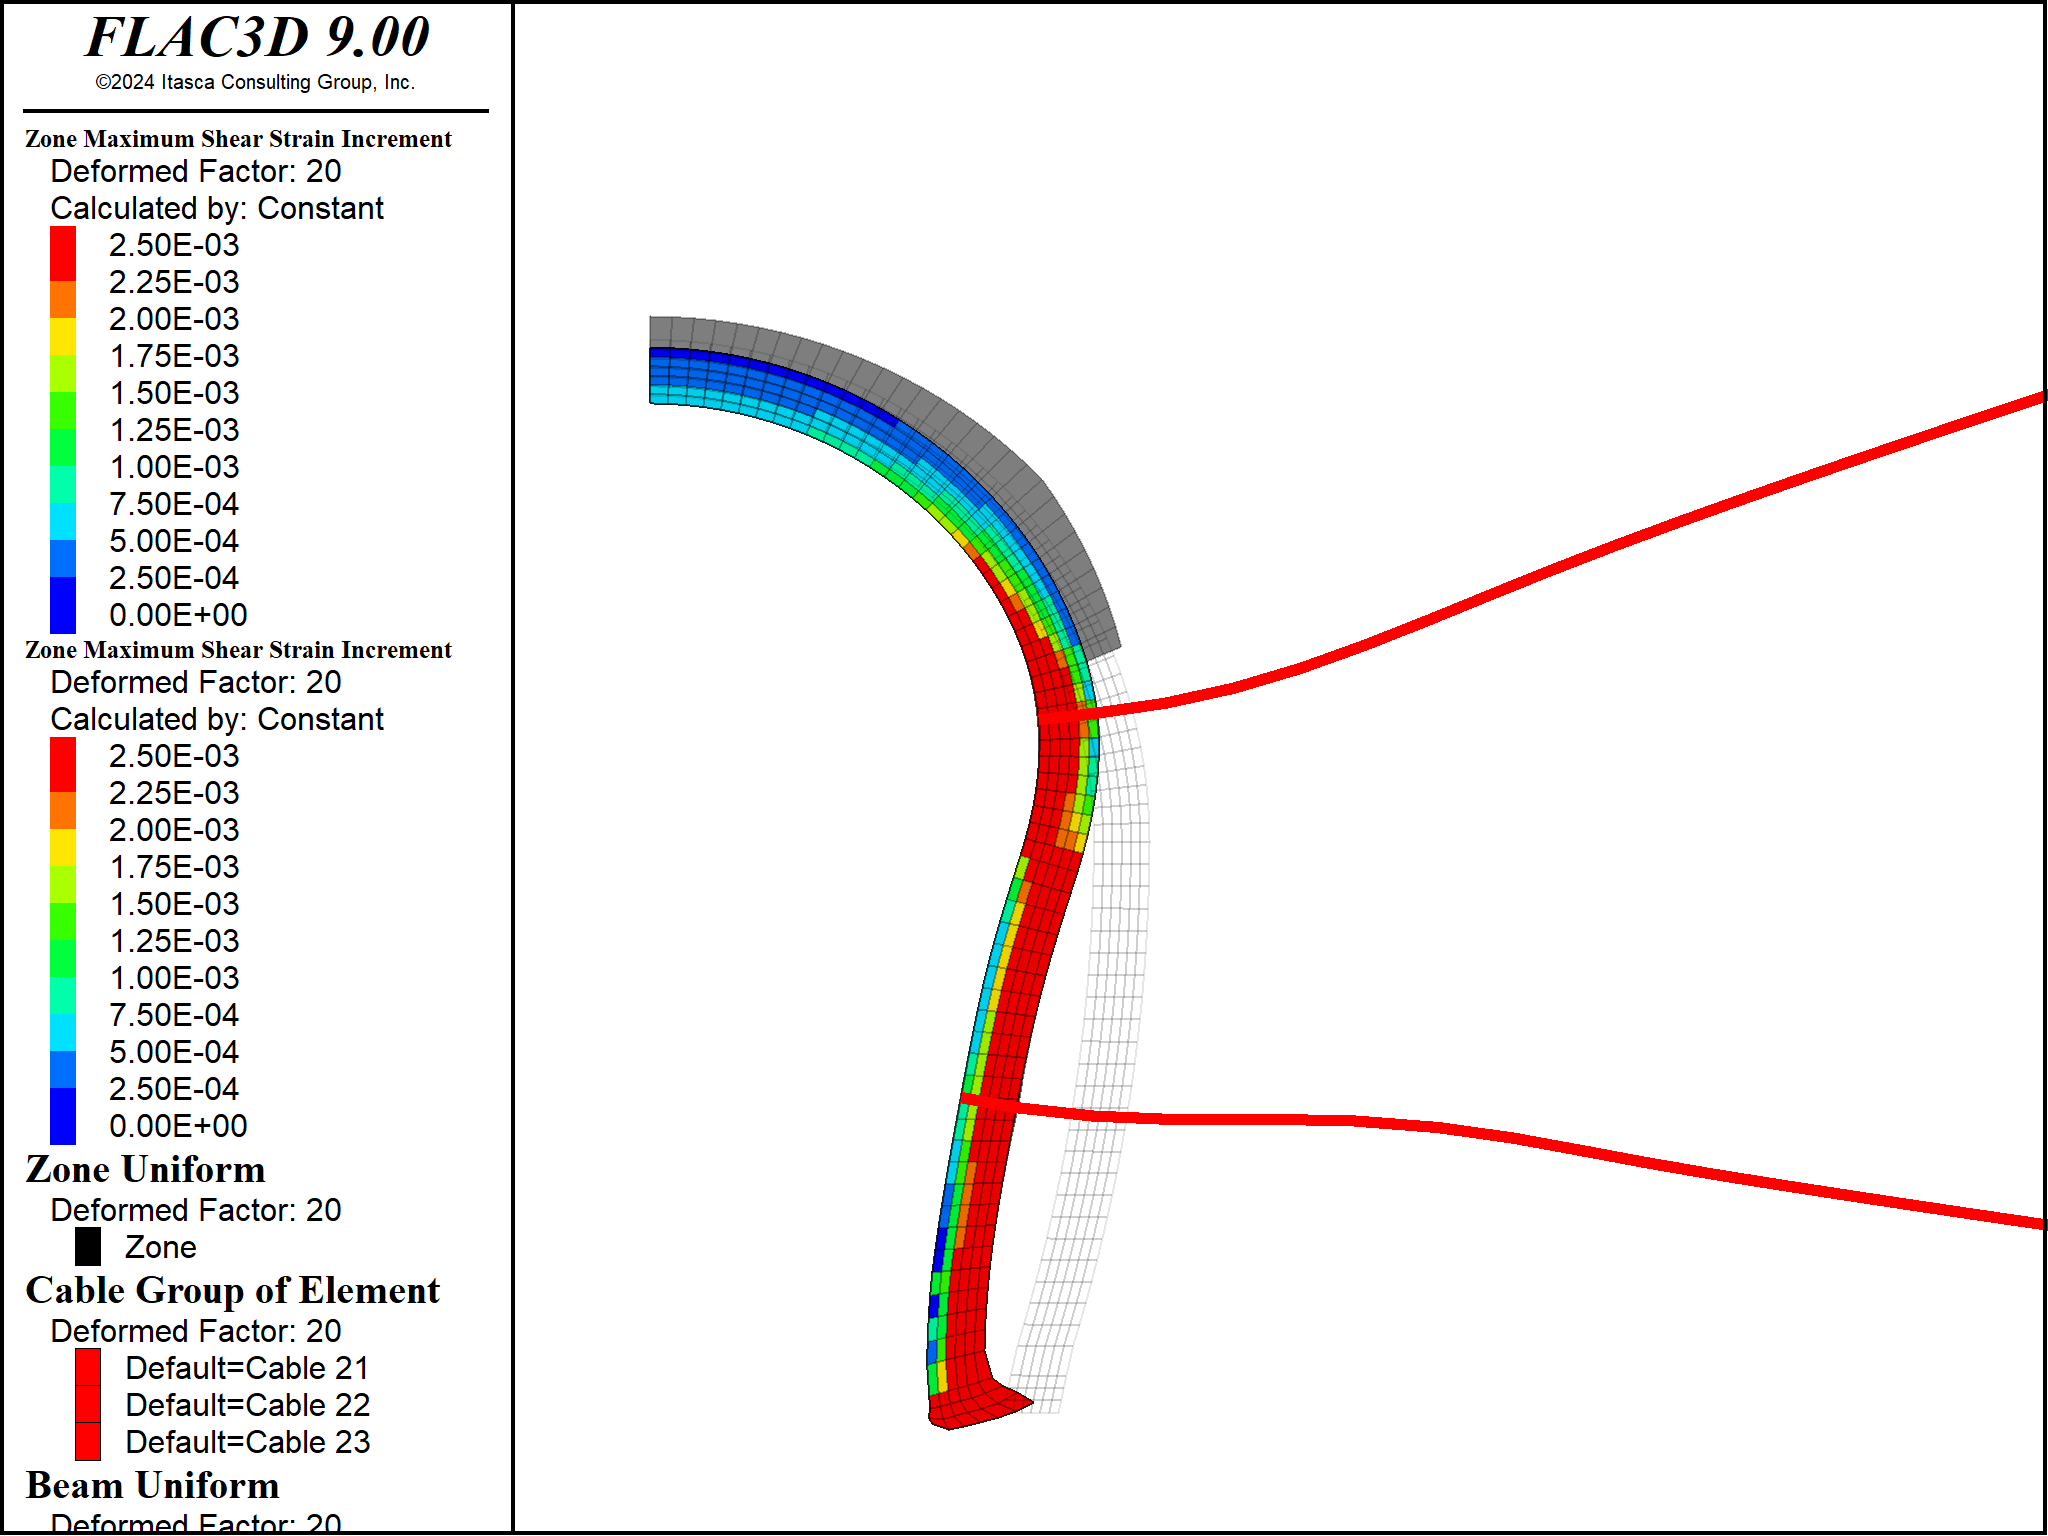 FLAC3D 9.00
©2024 Itasca Consulting Group, Inc.
Zone Maximum Shear Strain Increment
Deformed Factor: 20
Calculated by: Constant
2.50E-03
2.25E-03
2.00E-03
1.75E-03
1.50E-03
1.25E-03
1.00E-03
7.50E-04
5.00E-04
2.50E-04
0.00E+00
Zone Maximum Shear Strain Increment
Deformed Factor: 20
Calculated by: Constant
2.50E-03
2.25E-03
2.00E-03
1.75E-03
1.50E-03
1.25E-03
1.00E-03
7.50E-04
5.00E-04
2.50E-04
0.00E+00
Zone Uniform
Deformed Factor: 20
Zone
Cable Group of Element
Deformed Factor: 20
Default=Cable 21
Default=Cable 22
Default=Cable 23
Beam Uniform
Deformed Factor: 20